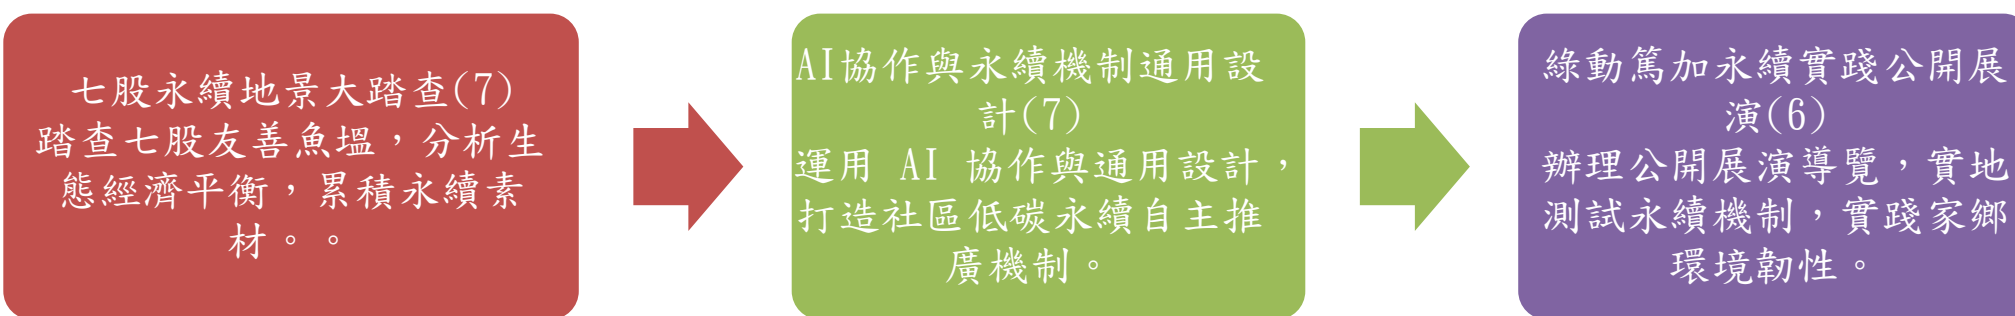 七股永續地景大踏查(7)
踏查七股友善魚塭，分析生
態經濟平衡，累積永續素
材。。
AI協作與永續機制通用設
計(7)
運用 AI 協作與通用設計，
打造社區低碳永續自主推
廣機制。
綠動篤加永續實踐公開展
演(6)
辦理公開展演導覽，實地
測試永續機制，實踐家鄉
環境韌性。